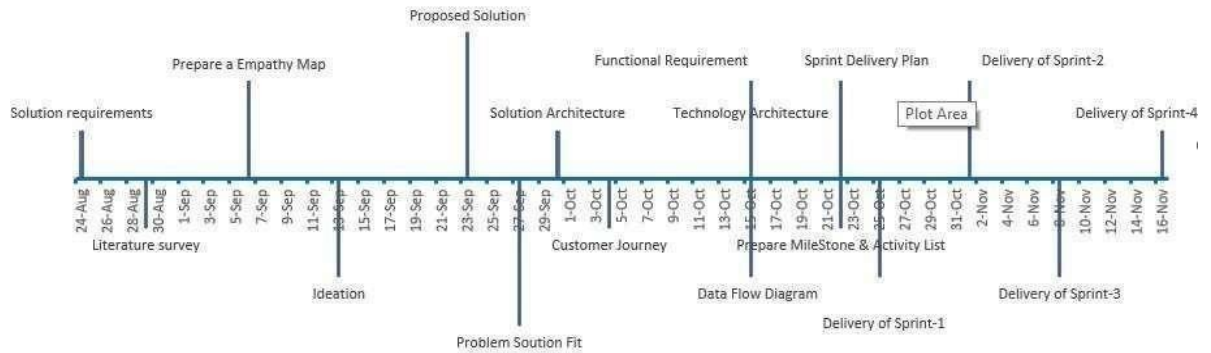 Proposed Solution
Prepare a Empathy Map
Functional Requirement
Sprint Delivery Plan
Delivery of Sprint-2
Solution requirements
Solution Architecture
Technology Architecture
Plot Area
Delivery of Sprint-4
24-Aug
26-Aug
28-Aug
30-Aug
1-Sep
3-Sep
5-Sep
7-Sep
9-Sep
11-Sep
13-Sep
15-Sep
17-Sep
19-Sep
21-Sep
23-Sep
25-Sep
27-Sep
29-Sep
1-Oct
3-Oct
5-Oct
7-Oct
9-Oct
11-Oct
13-Oct
15-Oct
17-Oct
19-Oct
21-Oct
23-Oct
25-Oct
27-Oct
29-Oct
31-Oct
2-Nov
4-Nov
6-Nov
8-Nov
10-Nov
12-Nov
14-Nov
16-Nov
Literature survey
Customer Journey
Prepare MileStone & Activity List
Ideation
Data Flow Diagram
Delivery of Sprint-3
Delivery of Sprint-1
Problem Soution Fit